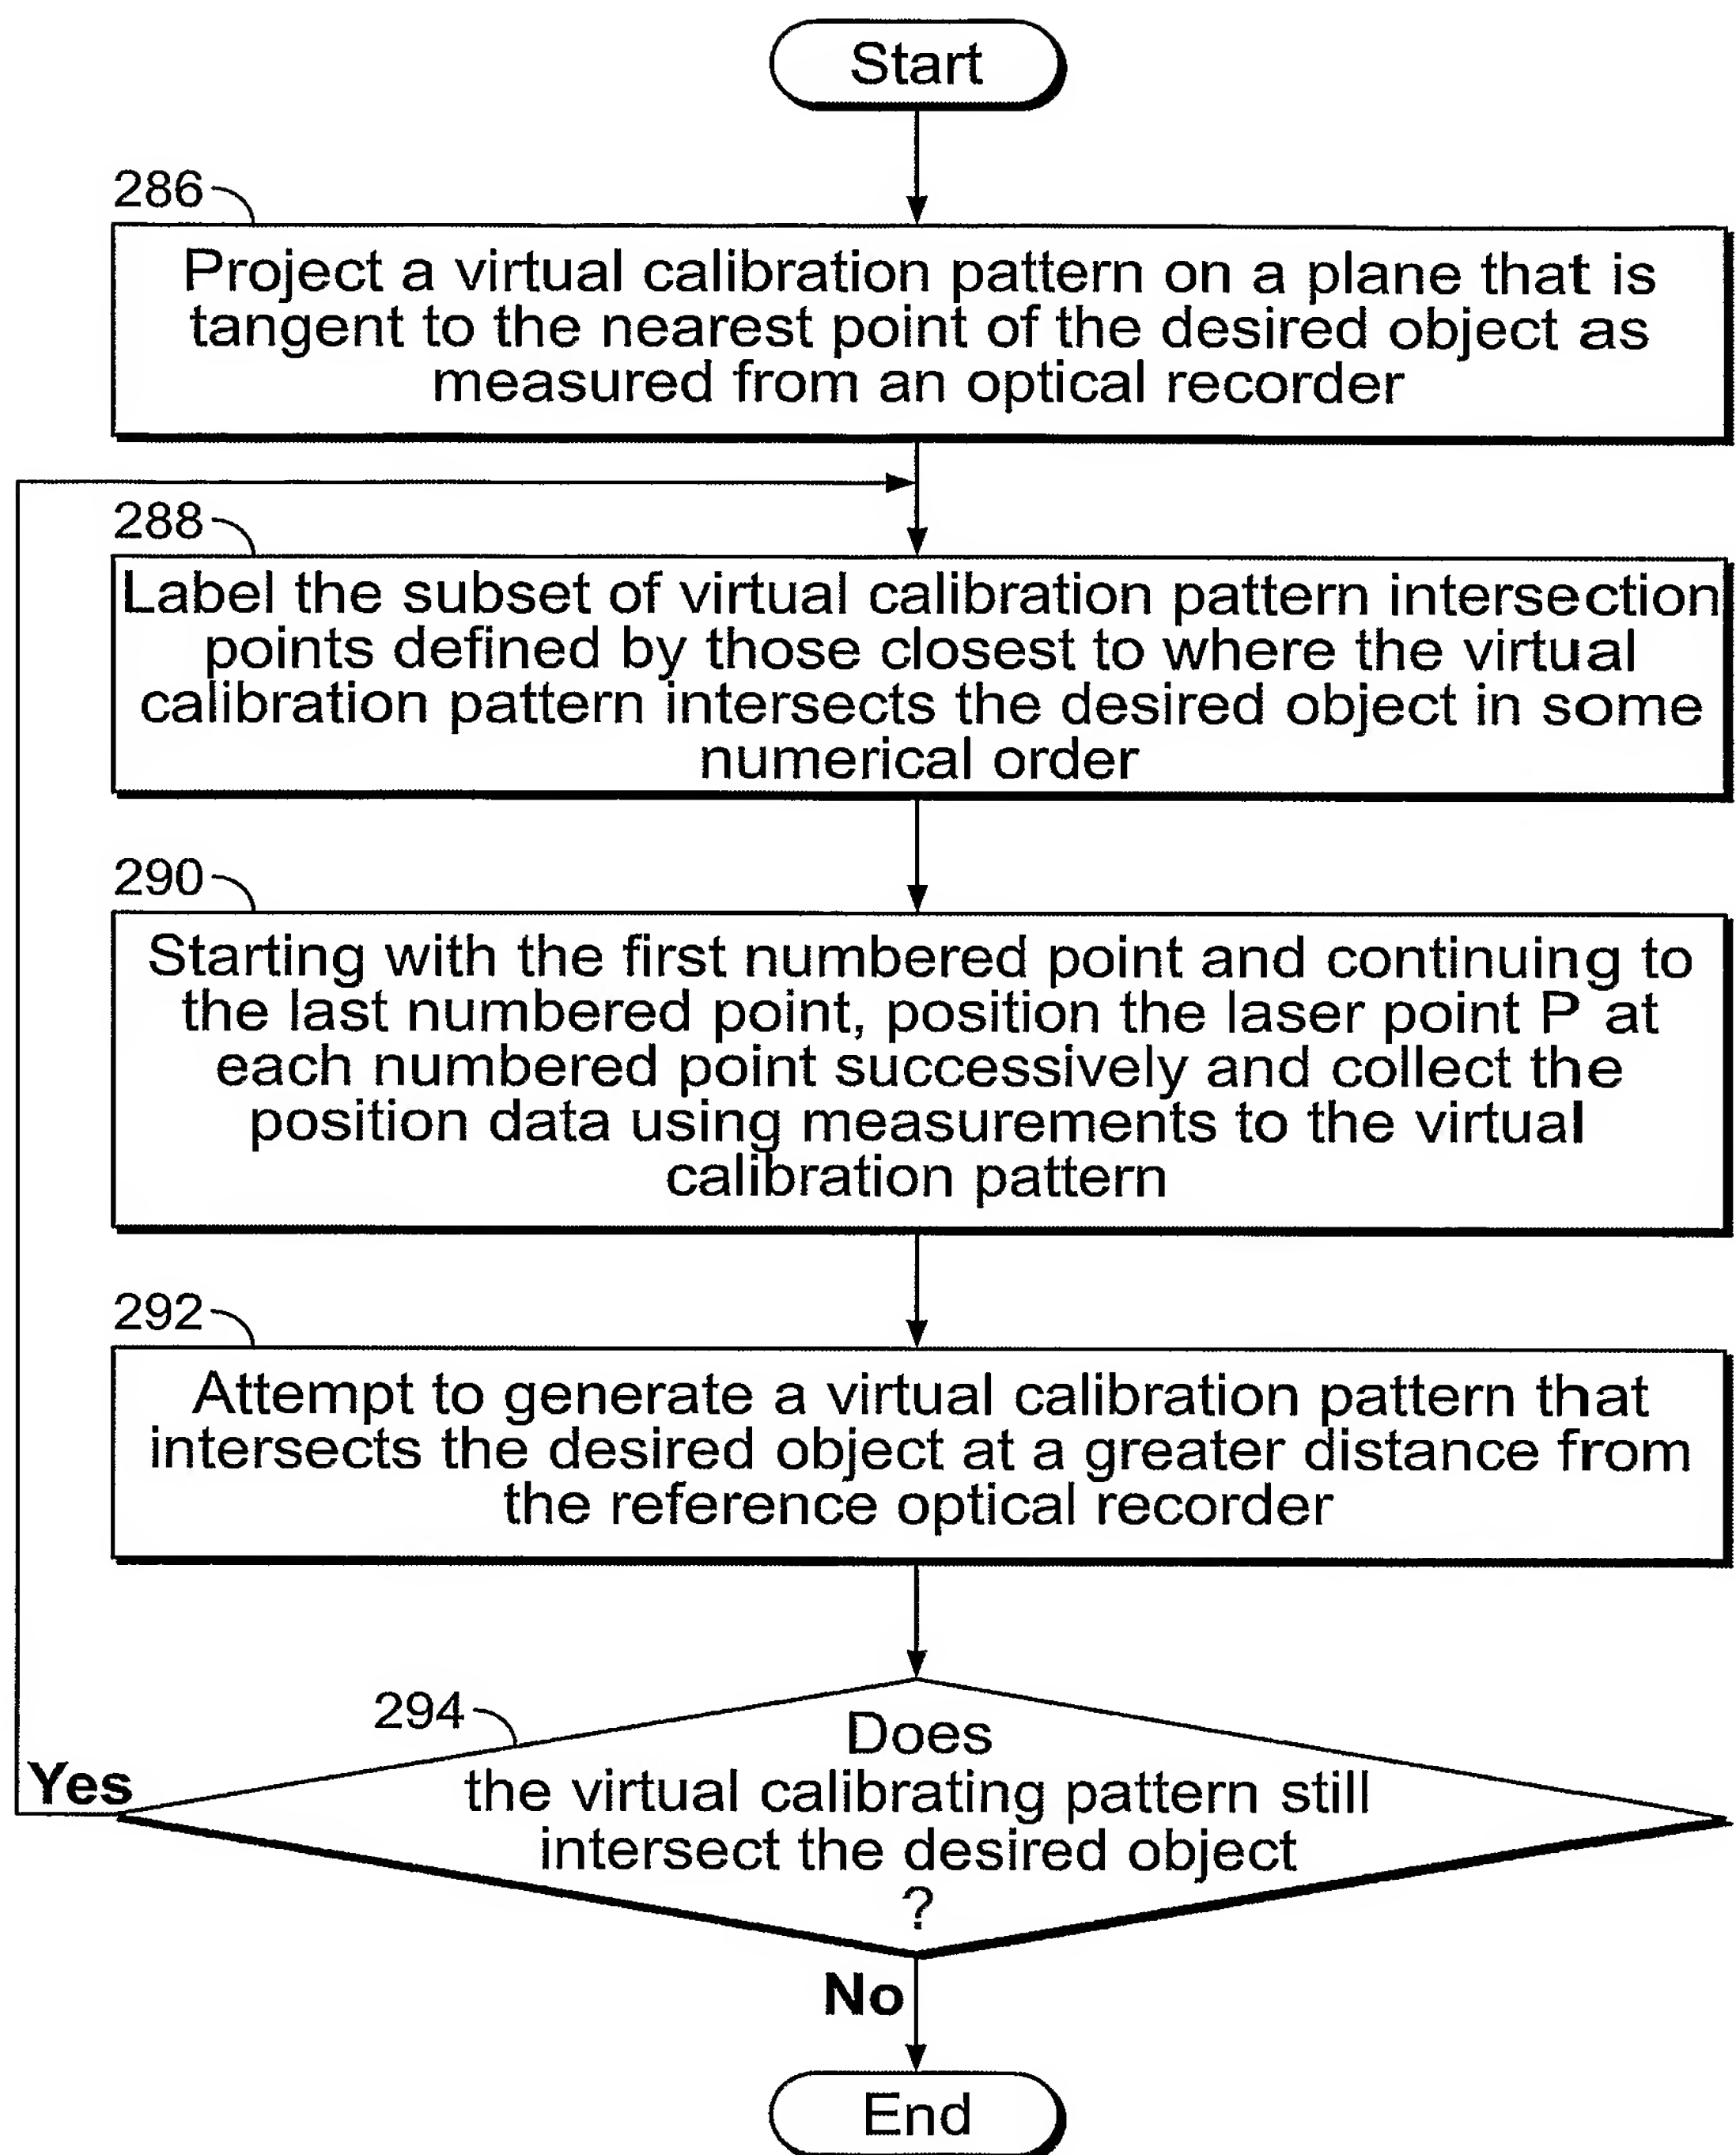 Start
286
Project a virtual calibration pattern on a plane that is
tangent to the nearest point of the desired object as
measured from an optical recorder
288
Label the subset of virtual calibration pattern intersection
points defined by those closest to where the virtual
calibration pattern intersects the desired object in some
numerical order
290
Starting with the first numbered point and continuing to
the last numbered point, position the laser point P at
each numbered point successively and collect the
position data using measurements to the virtual
calibration pattern
292
Attempt to generate a virtual calibration pattern that
intersects the desired object at a greater distance from
the reference optical recorder
294
Does
the virtual calibrating pattern still
intersect the desired object
?
Yes
No
End